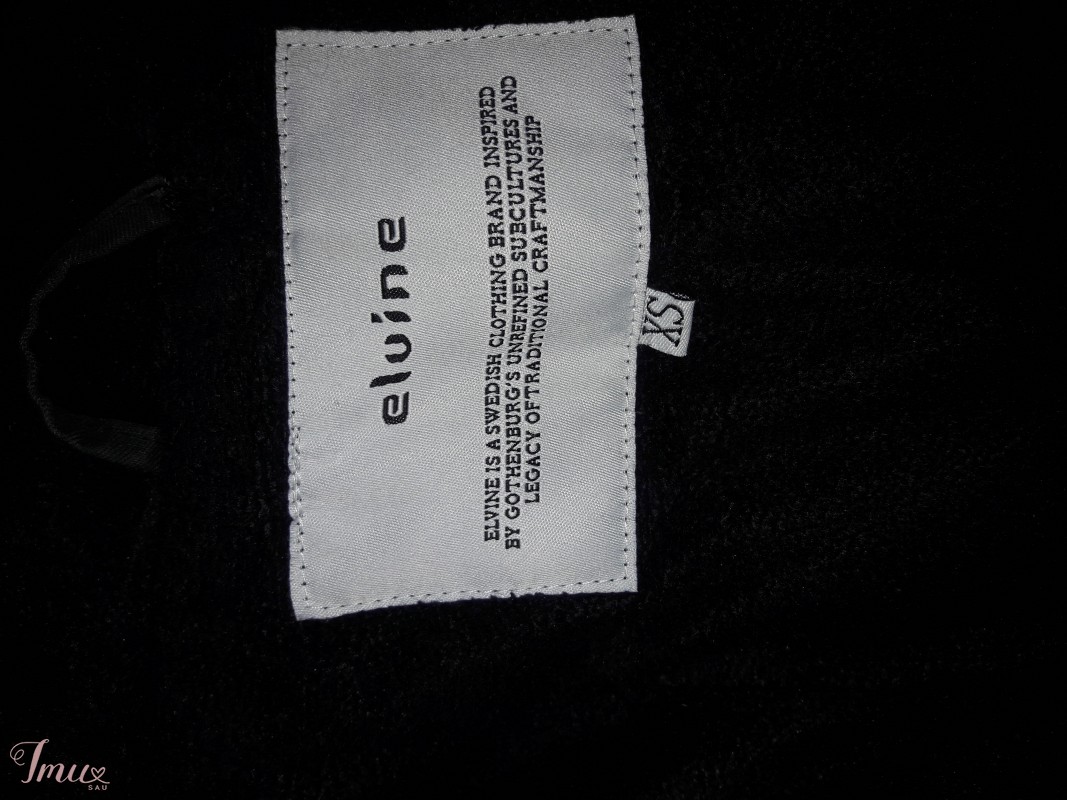 elvine
ELVINE IS A SWEDISH CLOTHING BRAND INSPIRED
BY GOTHENBURG'S UNREFINED SUBCULTURES AND
LEGACY OF TRADITIONAL CRAFTMANSHIP
XS
Imu
SAU